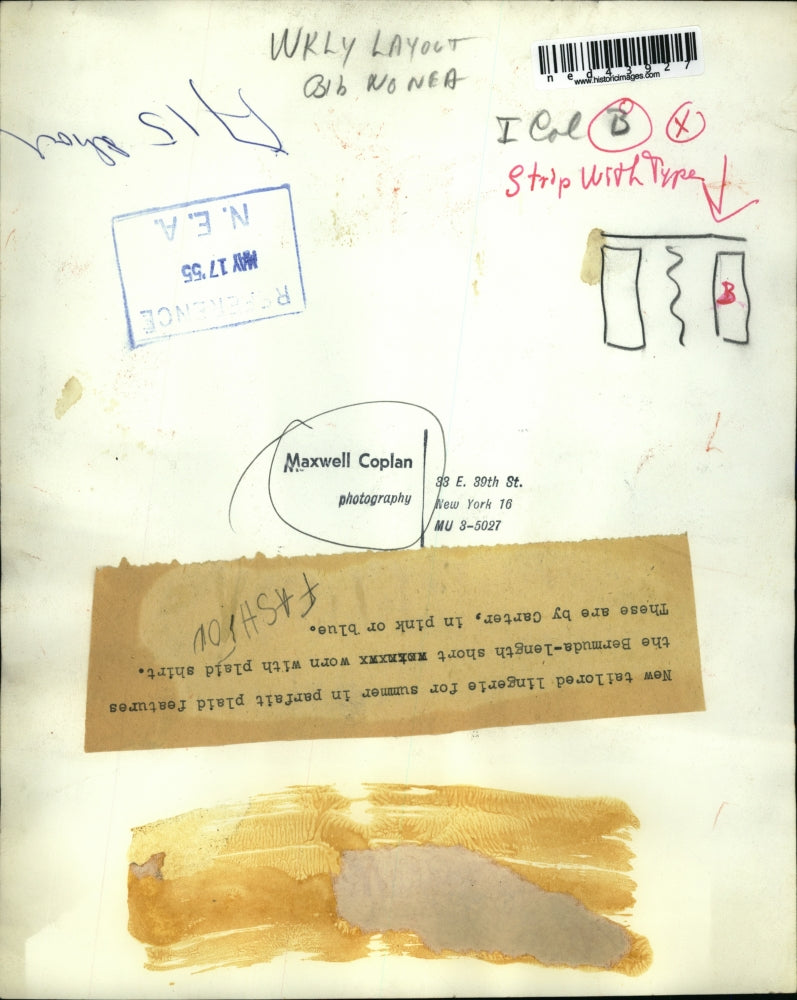 WKLY LAYOUT
BIb NO NEA
ned43927
www.historicimages.com
I Col B X
Strip With Type
B
A15
REFERENCE
MAY 17 '55
N.E.A.
Maxwell Coplan
photography
33 E. 39th St.
New York 16
MU 3-5027
New tailored lingerie for summer in parfait plaid features
the Bermuda-length short worn with plaid shirt.
These are by Carter, in pink or blue.
FASHION